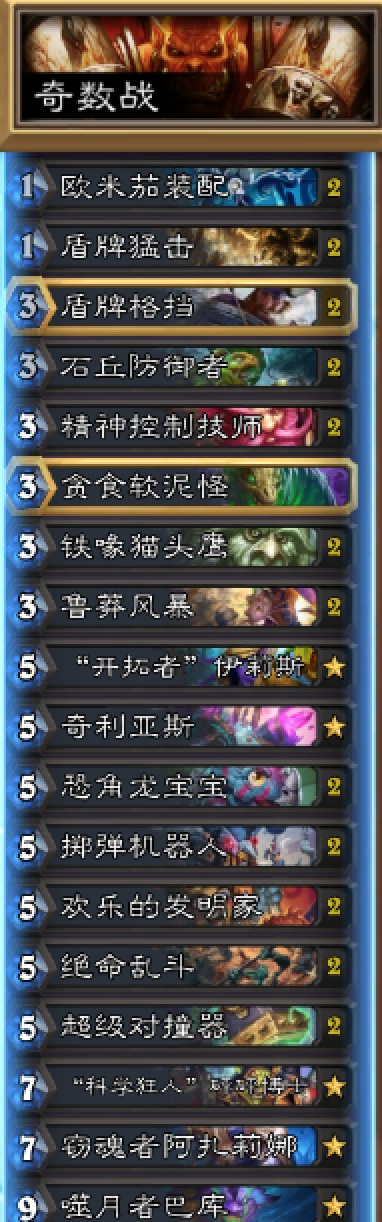 奇数战
1 欧米茄装配 2
1 盾牌猛击 2
3 盾牌格挡 2
3 石丘防御者 2
3 精神控制技师 2
3 贪食软泥怪
3 铁喙猫头鹰 2
3 鲁莽风暴 2
5 “开拓者”伊莉斯
5 奇利亚斯
5 恐角龙宝宝 2
5 掷弹机器人 2
5 欢乐的发明家 2
5 绝命乱斗 2
5 超级对撞器 2
7 “科学狂人”砰砰博士
7 窃魂者阿扎莉娜
9 噬月者巴库